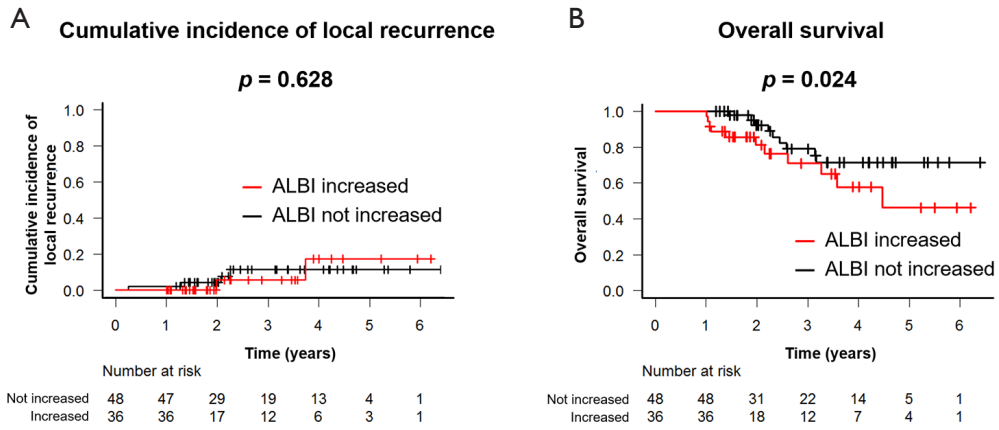 A
Cumulative incidence of local recurrence
p = 0.628
Cumulative incidence of
local recurrence
1.0
0.8
0.6
0.4
0.2
0.0
ALBI increased
ALBI not increased
0 1 2 3 4 5 6
Time (years)
Number at risk
Not increased 48 47 29 19 13 4 1
Increased 36 36 17 12 6 3 1
B
Overall survival
p = 0.024
Overall survival
1.0
0.8
0.6
0.4
0.2
0.0
ALBI increased
ALBI not increased
0 1 2 3 4 5 6
Time (years)
Number at risk
Not increased 48 48 31 22 14 5 1
Increased 36 36 18 12 7 4 1